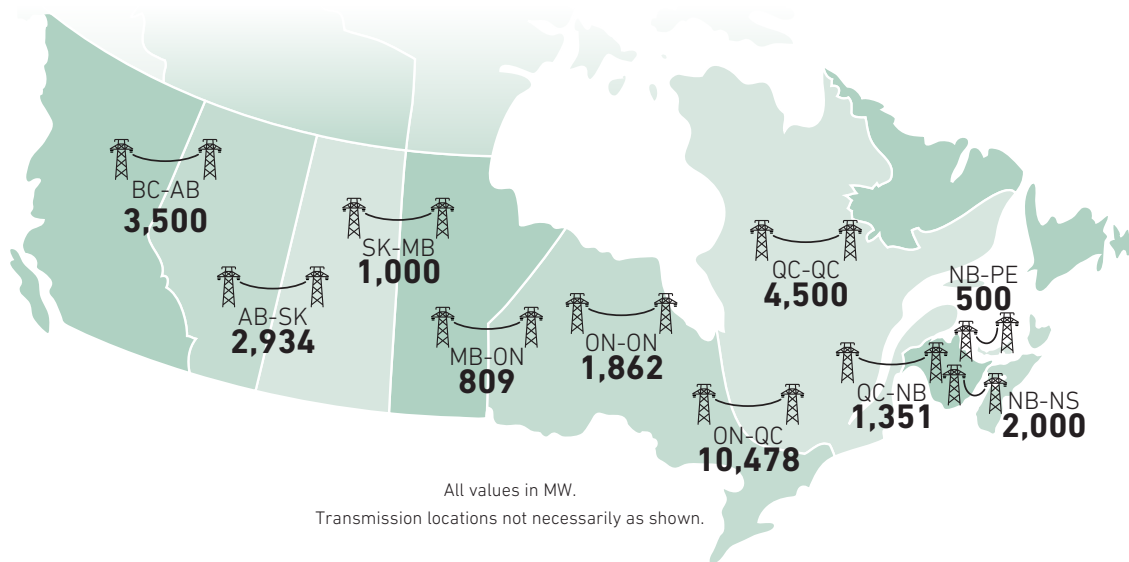 BC-AB
3,500
SK-MB
1,000
AB-SK
2,934
MB-ON
809
ON-ON
1,862
QC-QC
4,500
NB-PE
500
QC-NB
1,351
NB-NS
2,000
ON-QC
10,478
All values in MW.
Transmission locations not necessarily as shown.